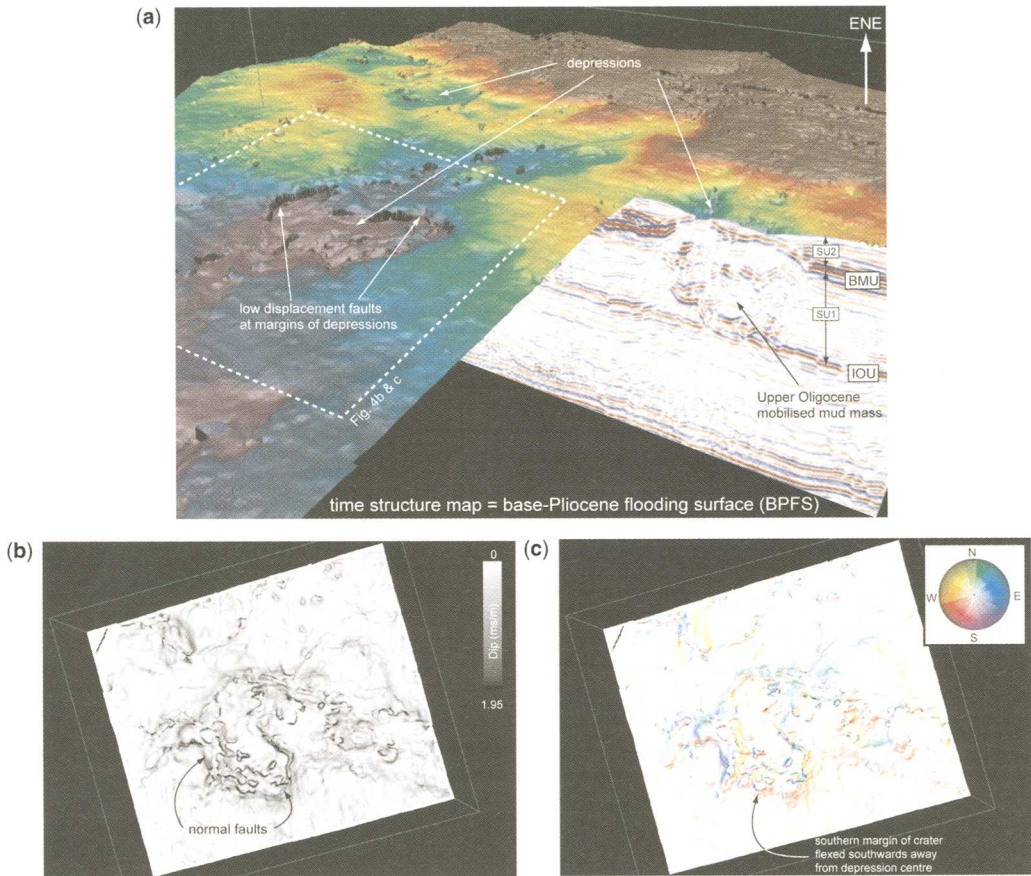 (a)
ENE
depressions
low displacement faults
at margins of depressions
SU2
BMU
SU1
IOU
Upper Oligocene
mobilised mud mass
Fig. 4b & c
time structure map = base-Pliocene flooding surface (BPFS)
(b)
0
Dip (ms/m)
1.95
normal faults
(c)
N
W
E
S
southern margin of crater
flexed southwards away
from depression centre